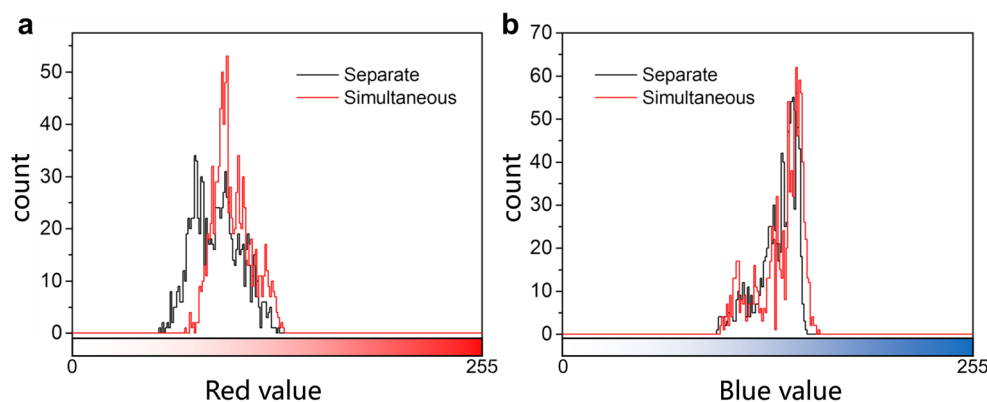 a
count
50
40
30
20
10
0
Separate
Simultaneous
0
255
Red value
b
count
70
60
50
40
30
20
10
0
Separate
Simultaneous
0
255
Blue value